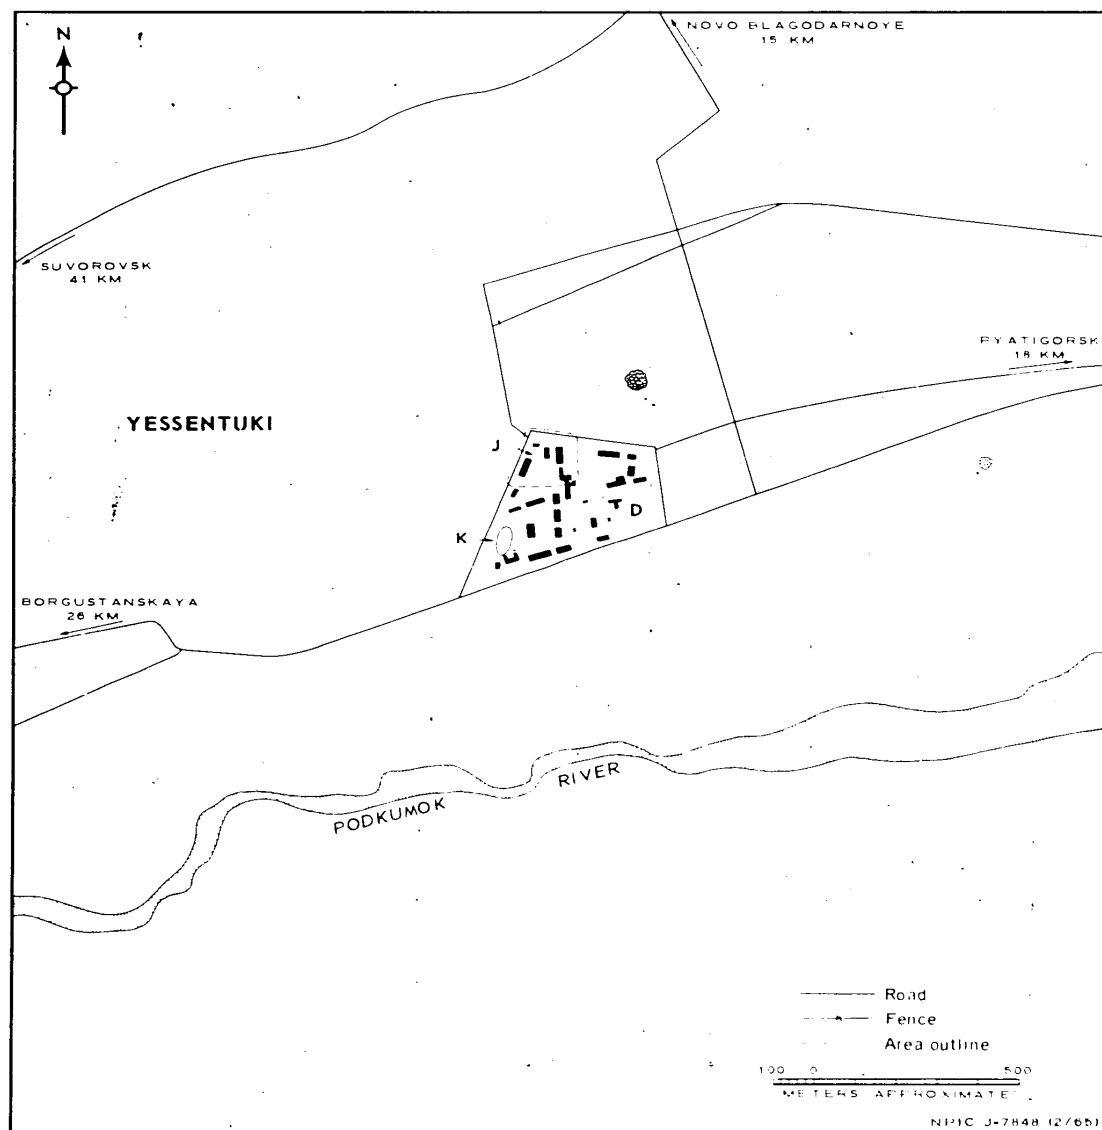 N
NOVO BLAGODARNOYE
15 KM
SUVOROVSK
41 KM
PYATIGORSK
18 KM
YESSENTUKI
J
D
K
BORGUSTANSKAYA
26 KM
PODKUMOK RIVER
Road
Fence
Area outline
100 0 500
METERS APPROXIMATE
NPIC J-7848 (2/65)